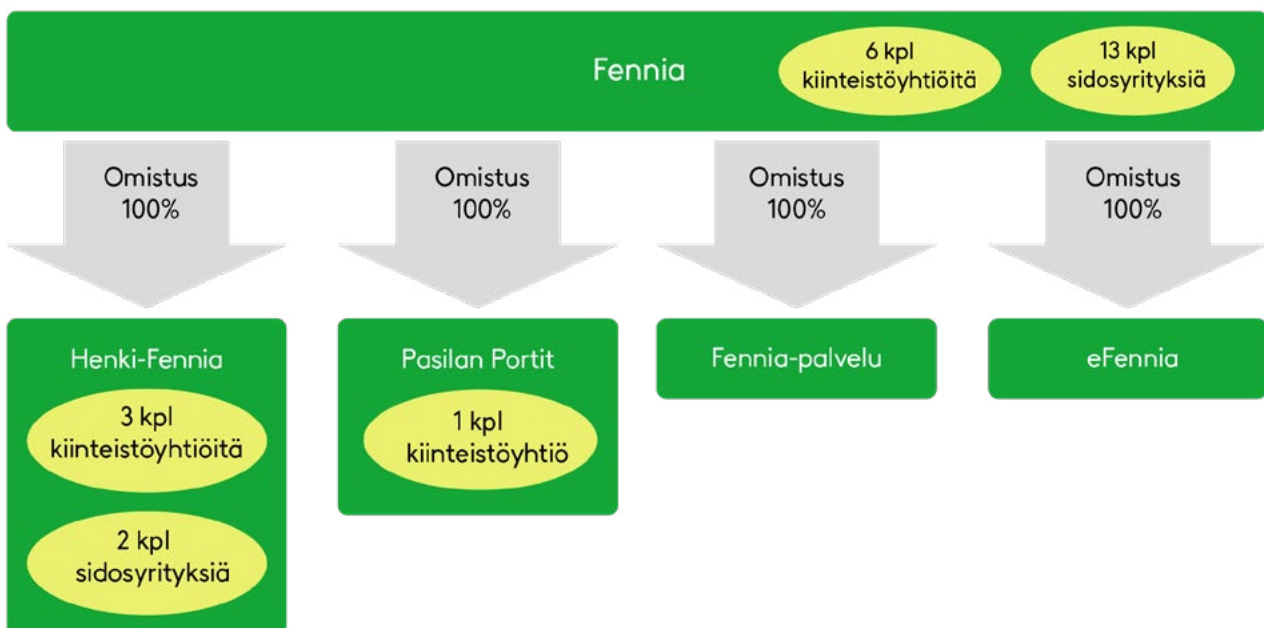 Fennia
6 kpl
kiinteistöyhtiöitä
13 kpl
sidosyrityksiä
Omistus
100%
Omistus
100%
Omistus
100%
Omistus
100%
Henki-Fennia
3 kpl
kiinteistöyhtiöitä
2 kpl
sidosyrityksiä
Pasilan Portit
1 kpl
kiinteistöyhtiö
Fennia-palvelu
eFennia